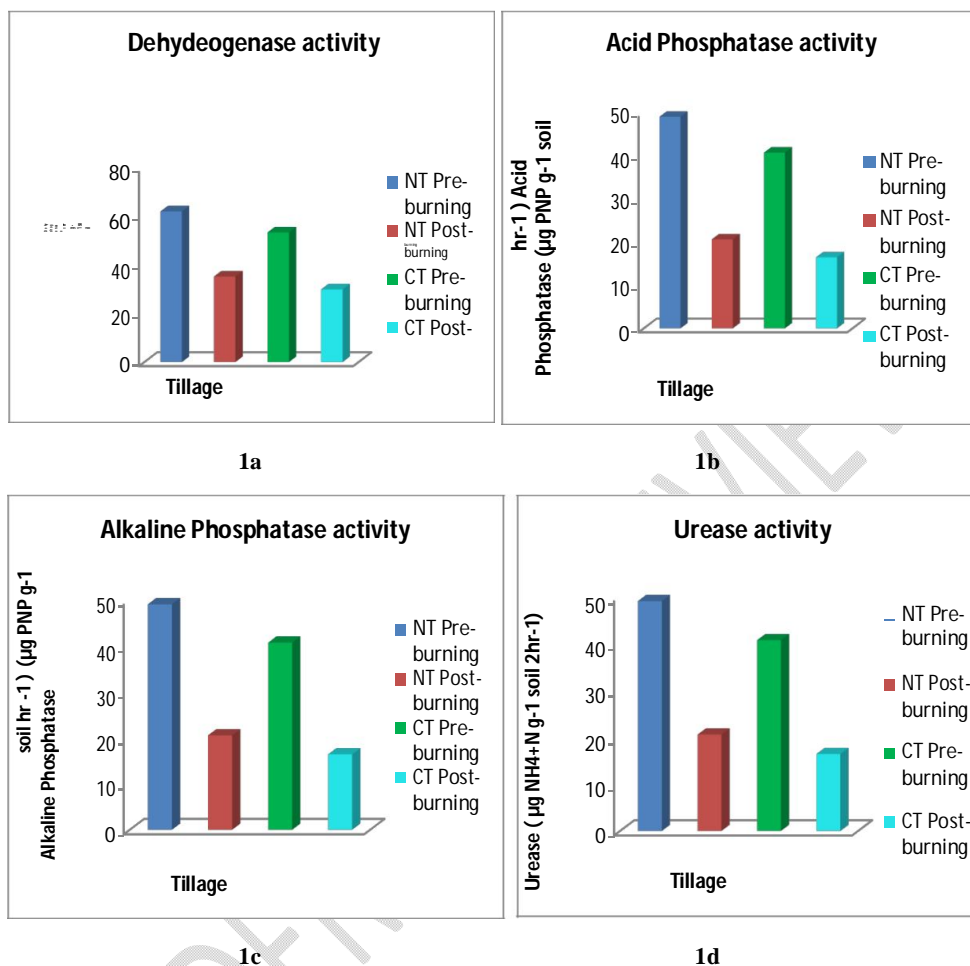 Dehydeogenase activity
80
60
40
20
0
NT Pre-
burning
NT Post-
burning
CT Pre-
burning
CT Post-
Tillage
1a
Acid Phosphatase activity
Phosphatase (µg PNP g-1 soil
hr-1 ) Acid
50
40
30
20
10
0
NT Pre-
burning
NT Post-
burning
CT Pre-
burning
CT Post-
burning
Tillage
1b
Alkaline Phosphatase activity
Alkaline Phosphatase
soil hr -1) (µg PNP g-1
50
40
30
20
10
0
NT Pre-
burning
NT Post-
burning
CT Pre-
burning
CT Post-
burning
Tillage
1c
Urease activity
Urease ( µg NH4+N g-1 soil 2hr-1)
50
40
30
20
10
0
NT Pre-
burning
NT Post-
burning
CT Pre-
burning
CT Post-
burning
Tillage
1d